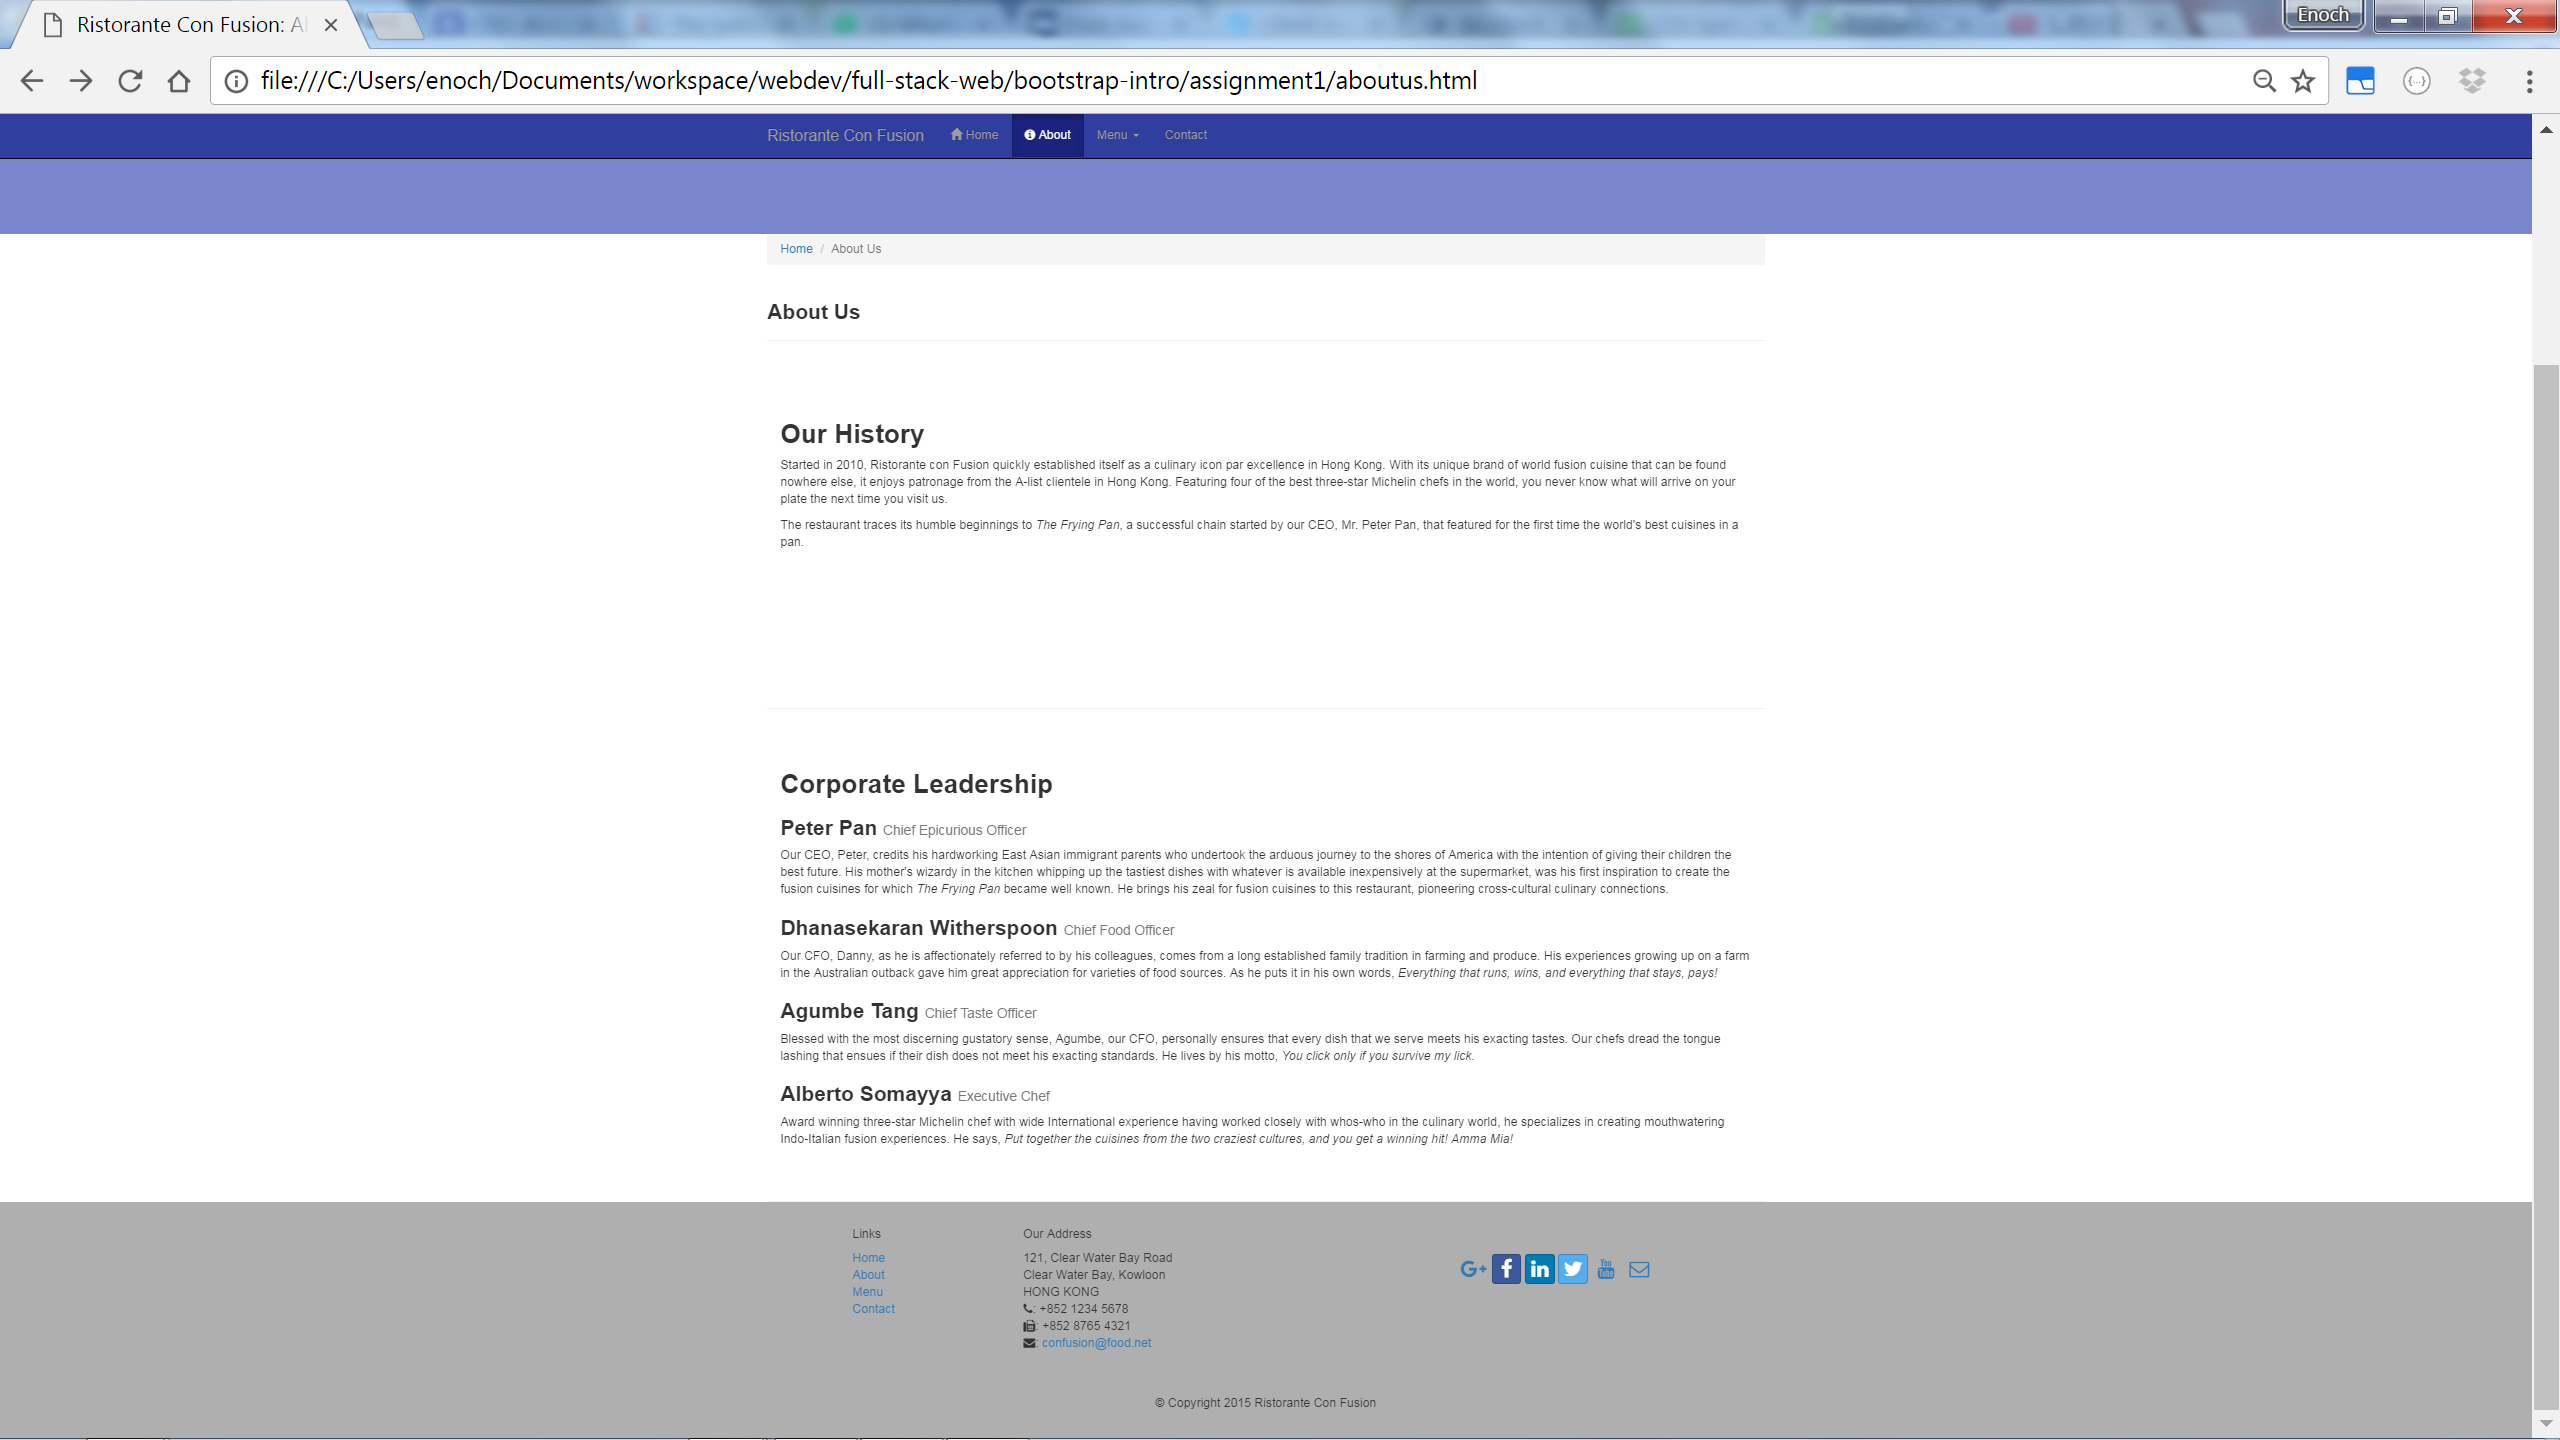 Ristorante Con Fusion: A
Enoch
file:///C:/Users/enoch/Documents/workspace/webdev/full-stack-web/bootstrap-intro/assignment1/aboutus.html
Ristorante Con Fusion Home About Menu Contact
Home / About Us
About Us
Our History
Started in 2010, Ristorante con Fusion quickly established itself as a culinary icon par excellence in Hong Kong. With its unique brand of world fusion cuisine that can be found
nowhere else, it enjoys patronage from the A-list clientele in Hong Kong. Featuring four of the best three-star Michelin chefs in the world, you never know what will arrive on your
plate the next time you visit us.
The restaurant traces its humble beginnings to The Frying Pan, a successful chain started by our CEO, Mr. Peter Pan, that featured for the first time the world's best cuisines in a
pan.
Corporate Leadership
Peter Pan Chief Epicurious Officer
Our CEO, Peter, credits his hardworking East Asian immigrant parents who undertook the arduous journey to the shores of America with the intention of giving their children the
best future. His mother's wizardy in the kitchen whipping up the tastiest dishes with whatever is available inexpensively at the supermarket, was his first inspiration to create the
fusion cuisines for which The Frying Pan became well known. He brings his zeal for fusion cuisines to this restaurant, pioneering cross-cultural culinary connections.
Dhanasekaran Witherspoon Chief Food Officer
Our CFO, Danny, as he is affectionately referred to by his colleagues, comes from a long established family tradition in farming and produce. His experiences growing up on a farm
in the Australian outback gave him great appreciation for varieties of food sources. As he puts it in his own words, Everything that runs, wins, and everything that stays, pays!
Agumbe Tang Chief Taste Officer
Blessed with the most discerning gustatory sense, Agumbe, our CFO, personally ensures that every dish that we serve meets his exacting tastes. Our chefs dread the tongue
lashing that ensues if their dish does not meet his exacting standards. He lives by his motto, You click only if you survive my lick.
Alberto Somayya Executive Chef
Award winning three-star Michelin chef with wide International experience having worked closely with whos-who in the culinary world, he specializes in creating mouthwatering
Indo-Italian fusion experiences. He says, Put together the cuisines from the two craziest cultures, and you get a winning hit! Amma Mia!
Links
Home
About
Menu
Contact
Our Address
121, Clear Water Bay Road
Clear Water Bay, Kowloon
HONG KONG
: +852 1234 5678
: +852 8765 4321
: confusion@food.net
G+ f in You Tube
© Copyright 2015 Ristorante Con Fusion